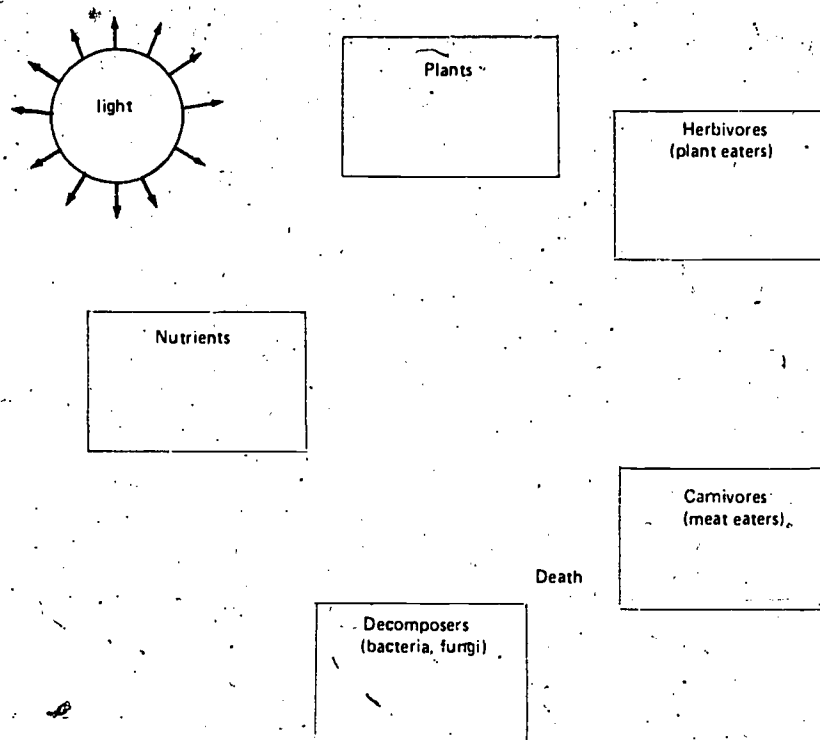 light
Plants
Herbivores
(plant eaters)
Nutrients
Carnivores
(meat eaters)
Death
Decomposers
(bacteria, fungi)